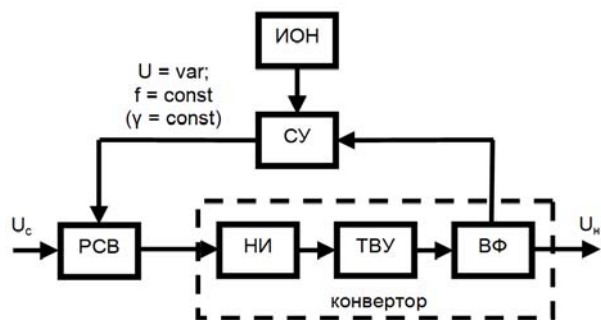 ИОН
U = var;
f = const
(γ = const)
СУ
Uс
РСВ
НИ
ТВУ
ВФ
Uн
конвертор